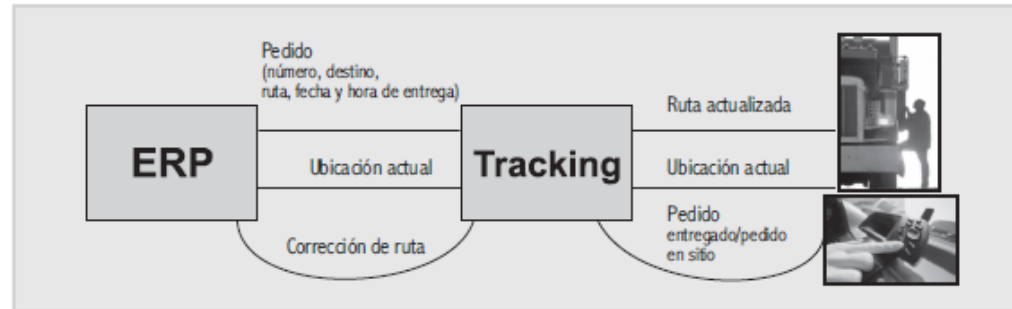 Pedido
(número, destino,
ruta, fecha y hora de entrega)
ERP
Ubicación actual
Corrección de ruta
Tracking
Ruta actualizada
Ubicación actual
Pedido
entregado/pedido
en sitio